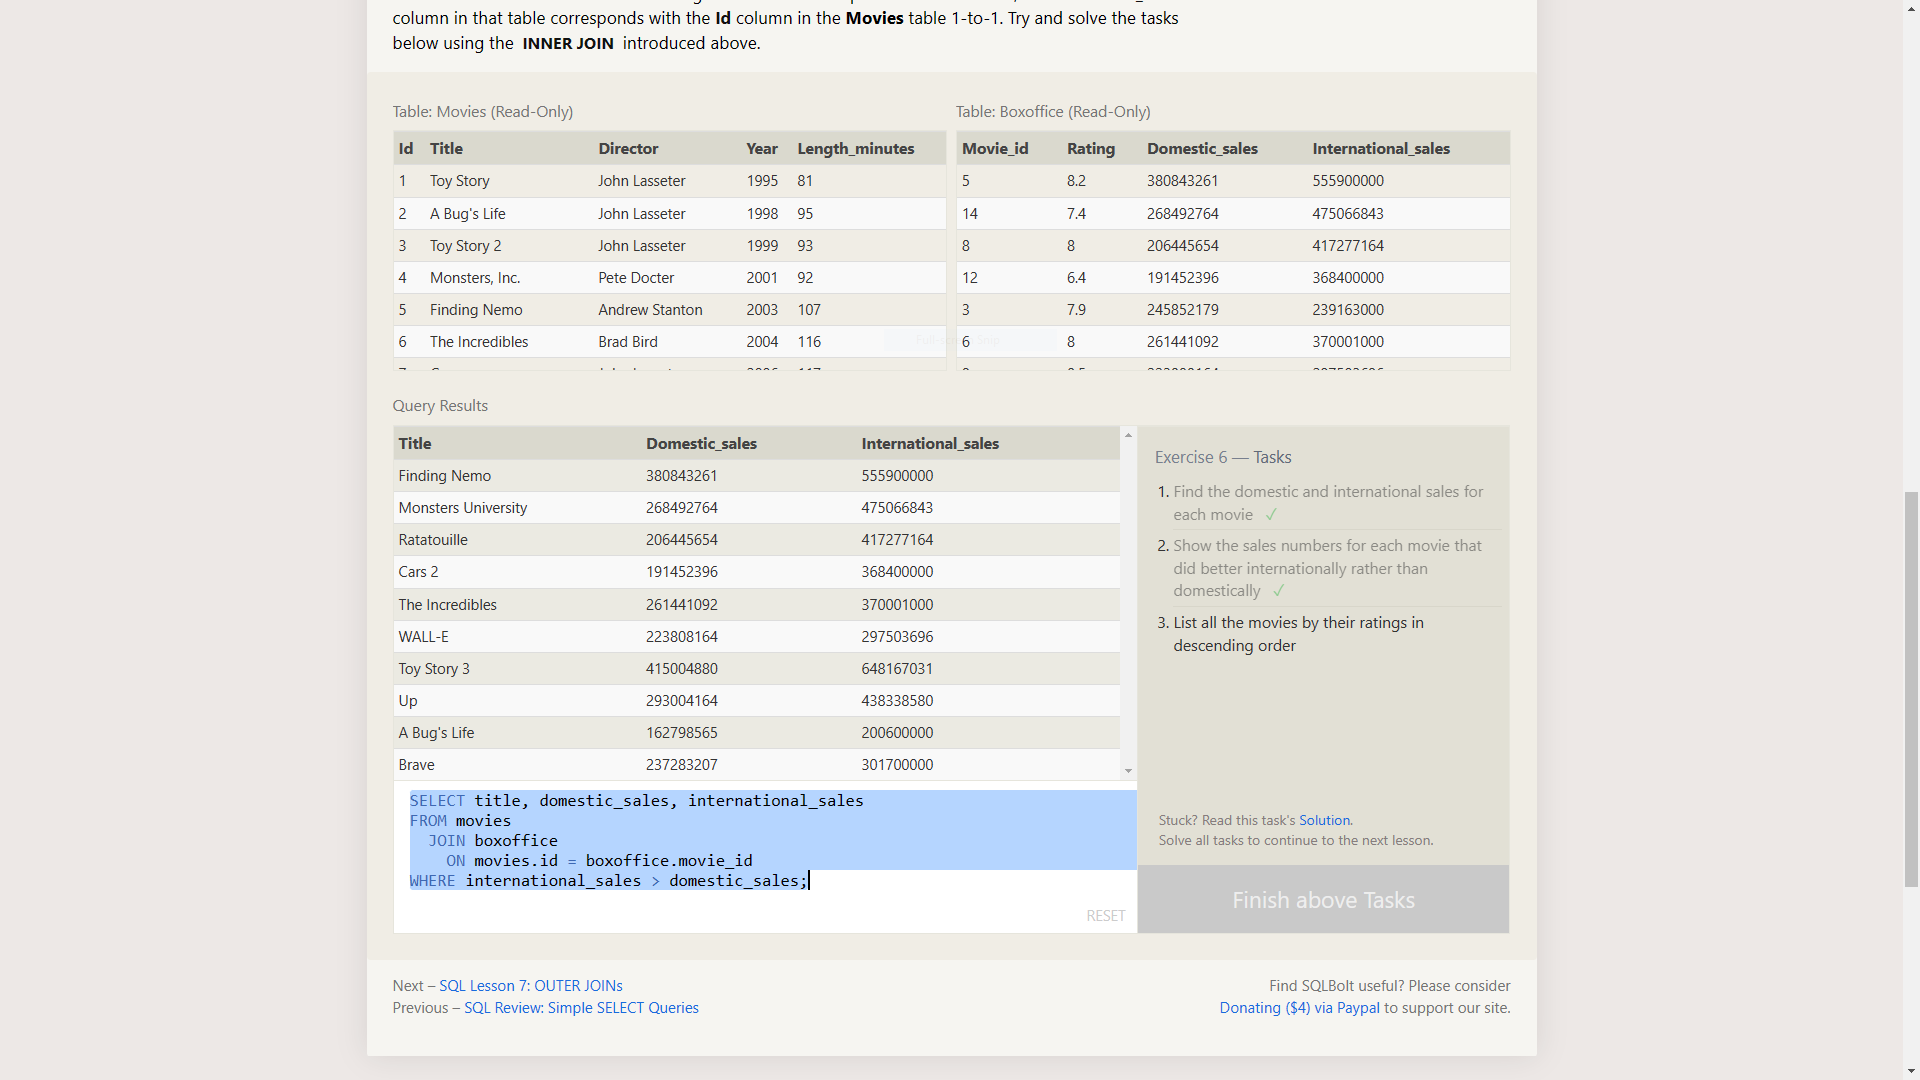 column in that table corresponds with the Id column in the Movies table 1-to-1. Try and solve the tasks
below using the INNER JOIN introduced above.
Table: Movies (Read-Only)
Id Title Director Year Length_minutes
1 Toy Story John Lasseter 1995 81
2 A Bug's Life John Lasseter 1998 95
3 Toy Story 2 John Lasseter 1999 93
4 Monsters, Inc. Pete Docter 2001 92
5 Finding Nemo Andrew Stanton 2003 107
6 The Incredibles Brad Bird 2004 116
Table: Boxoffice (Read-Only)
Movie_id Rating Domestic_sales International_sales
5 8.2 380843261 555900000
14 7.4 268492764 475066843
8 8 206445654 417277164
12 6.4 191452396 368400000
3 7.9 245852179 239163000
6 8 261441092 370001000
Query Results
Title Domestic_sales International_sales
Finding Nemo 380843261 555900000
Monsters University 268492764 475066843
Ratatouille 206445654 417277164
Cars 2 191452396 368400000
The Incredibles 261441092 370001000
WALL-E 223808164 297503696
Toy Story 3 415004880 648167031
Up 293004164 438338580
A Bug's Life 162798565 200600000
Brave 237283207 301700000
SELECT title, domestic_sales, international_sales
FROM movies
JOIN boxoffice
ON movies.id = boxoffice.movie_id
WHERE international_sales > domestic_sales;
RESET
Exercise 6 — Tasks
1. Find the domestic and international sales for
each movie ✓
2. Show the sales numbers for each movie that
did better internationally rather than
domestically ✓
3. List all the movies by their ratings in
descending order
Stuck? Read this task's Solution.
Solve all tasks to continue to the next lesson.
Finish above Tasks
Next – SQL Lesson 7: OUTER JOINs
Previous – SQL Review: Simple SELECT Queries
Find SQLBolt useful? Please consider
Donating ($4) via Paypal to support our site.